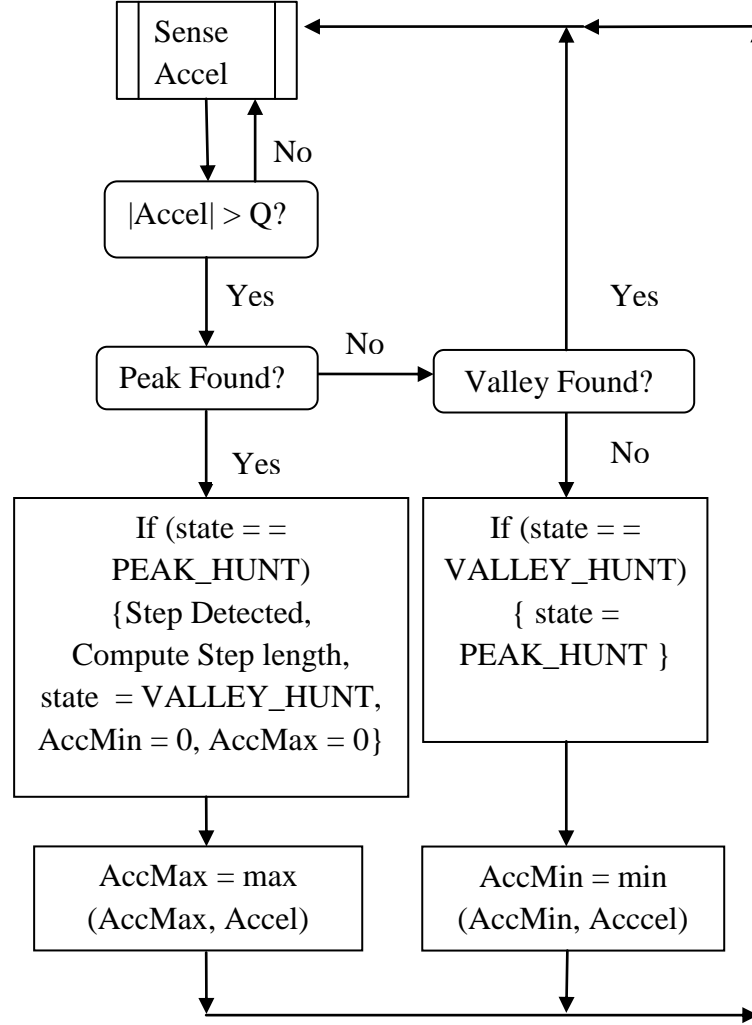 Sense
Accel
No
|Accel| > Q?
Yes
Yes
No
Peak Found?
Valley Found?
Yes
No
If (state = =
PEAK_HUNT)
{Step Detected,
Compute Step length,
state  = VALLEY_HUNT,
AccMin = 0, AccMax = 0}
If (state = =
VALLEY_HUNT)
{ state =
PEAK_HUNT }
AccMax = max
(AccMax, Accel)
AccMin = min
(AccMin, Acccel)